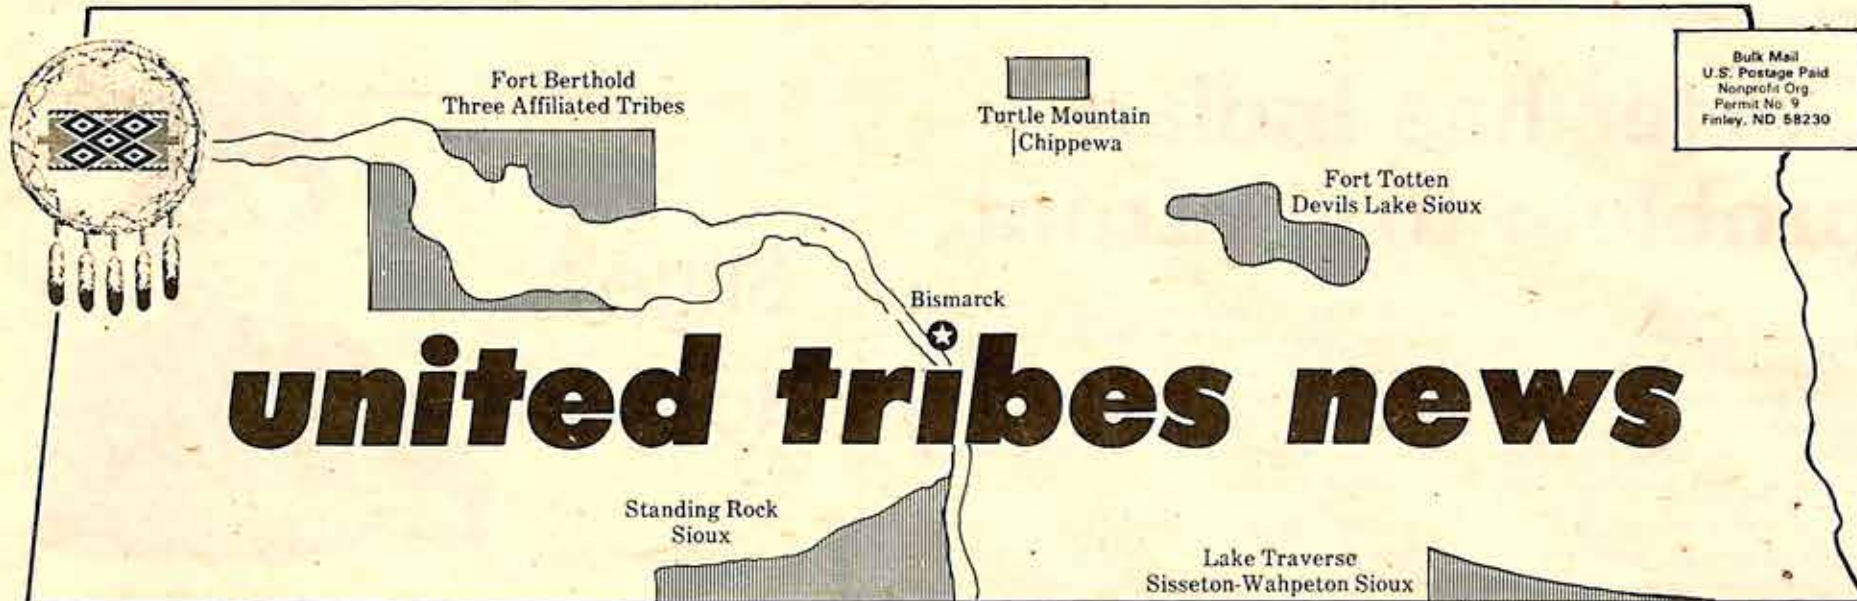 Fort Berthold
Three Affiliated Tribes
Turtle Mountain
Chippewa
Bulk Mail
U.S. Postage Paid
Nonprofit Org.
Permit No. 9
Finley, ND 58230
Fort Totten
Devils Lake Sioux
Bismarck
united tribes news
Standing Rock
Sioux
Lake Traverse
Sisseton-Wahpeton Sioux